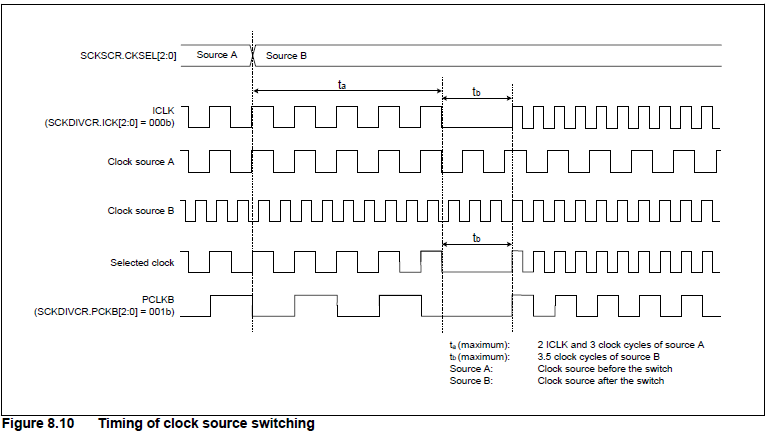 SCKSCR.CKSEL[2:0] Source A Source B
ta
tb
ICLK
(SCKDIVCR.ICK[2:0] = 000b)
Clock source A
Clock source B
tb
Selected clock
PCLKB
(SCKDIVCR.PCKB[2:0] = 001b)
ta (maximum): 2 ICLK and 3 clock cycles of source A
tb (maximum): 3.5 clock cycles of source B
Source A: Clock source before the switch
Source B: Clock source after the switch
Figure 8.10 Timing of clock source switching